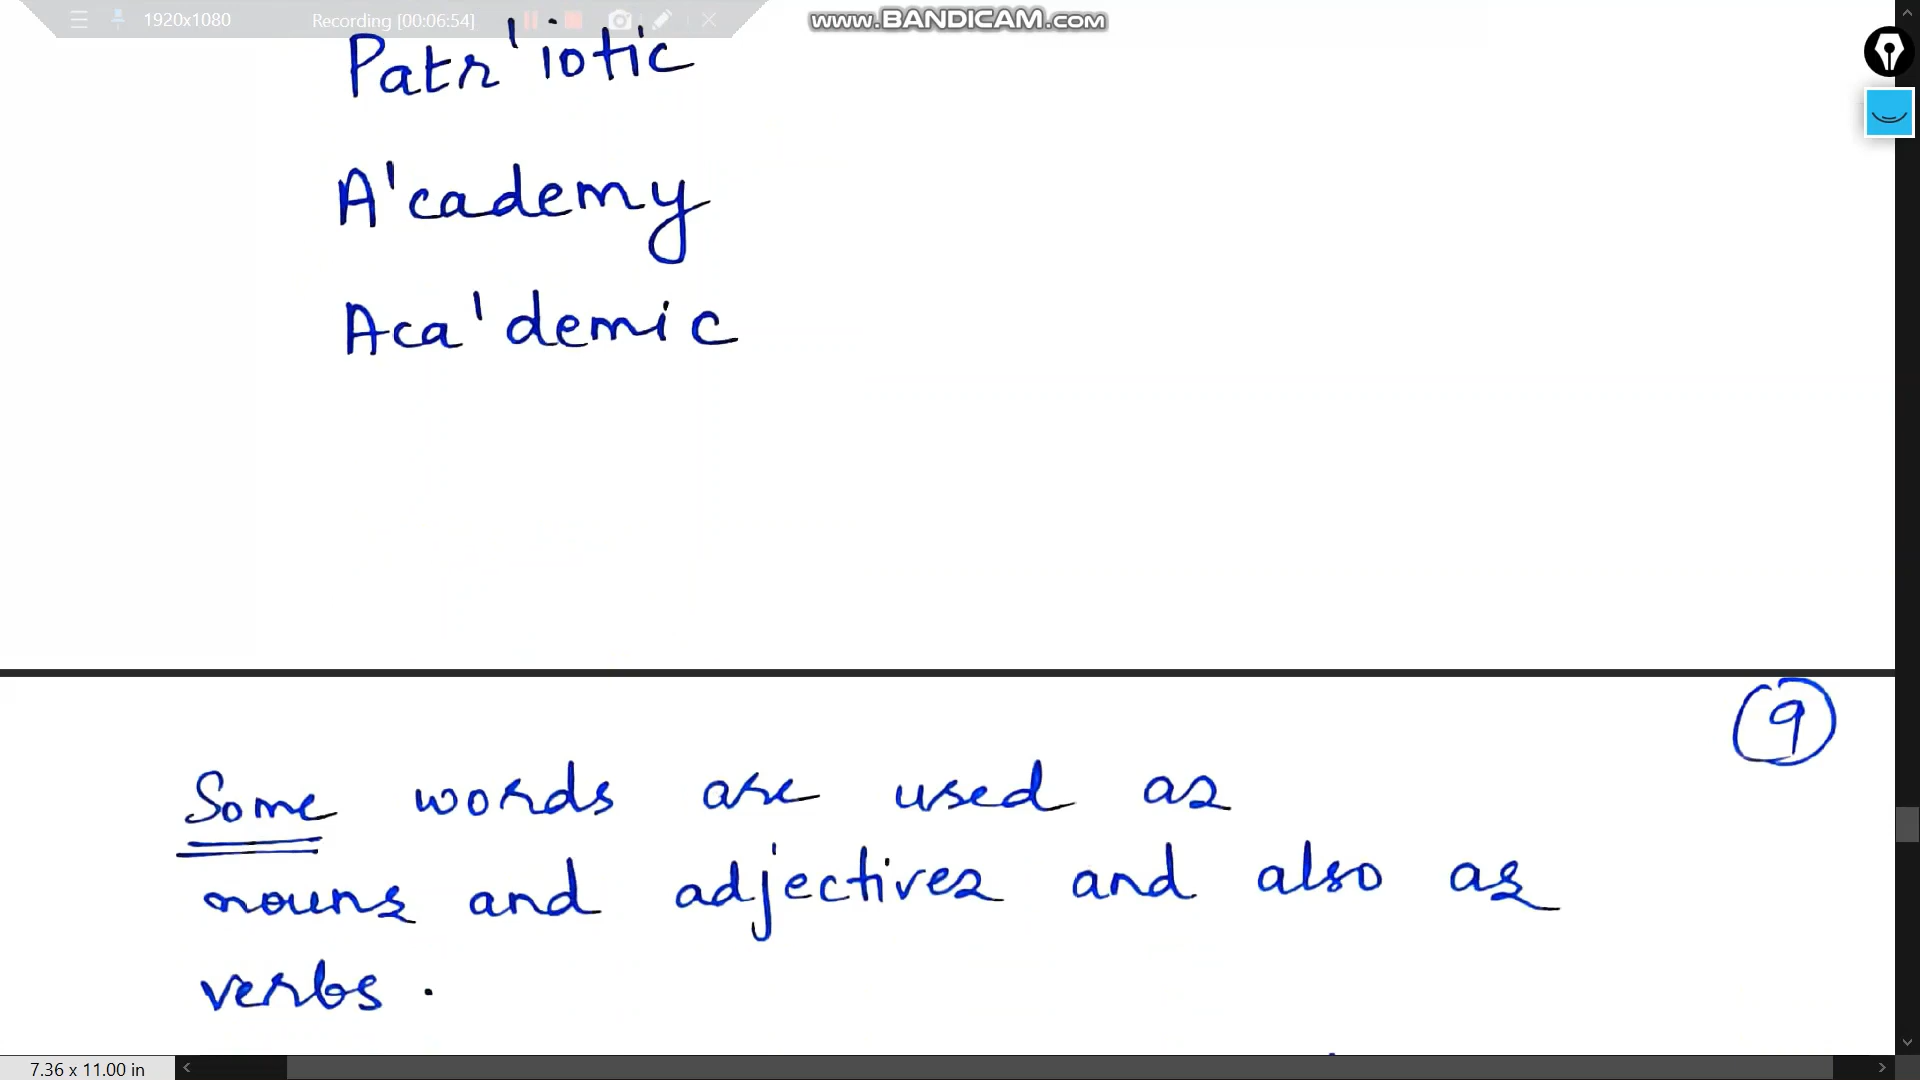 1920x1080 Recording [00:06:54] www.BANDICAM.com
Patr'iotic
A'cademy
Aca'demic
9
Some words are used as
nouns and adjectives and also as
verbs.
7.36 x 11.00 in